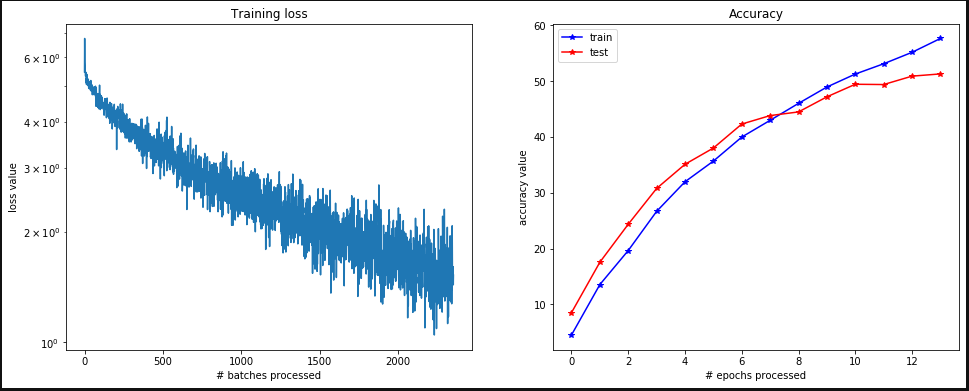 Training loss
6 × 10⁰
4 × 10⁰
3 × 10⁰
2 × 10⁰
10⁰
loss value
0
500
1000
1500
2000
# batches processed
Accuracy
train
test
60
50
40
30
20
10
accuracy value
0
2
4
6
8
10
12
# epochs processed